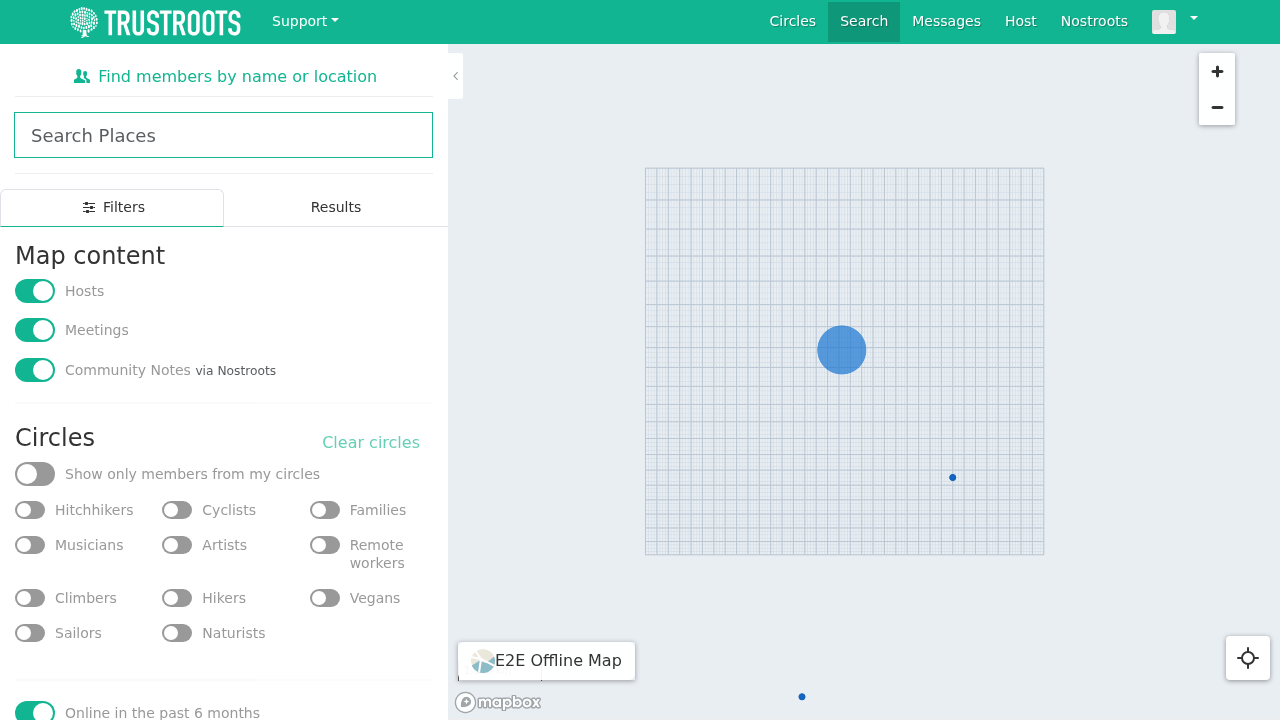 TRUSTROOTS
Support
Circles
Search
Messages
Host
Nostroots
Find members by name or location
Search Places
Filters
Results
Map content
Hosts
Meetings
Community Notes via Nostroots
Circles
Clear circles
Show only members from my circles
Hitchhikers
Cyclists
Families
Musicians
Artists
Remote
workers
Climbers
Hikers
Vegans
Sailors
Naturists
Online in the past 6 months
E2E Offline Map
mapbox